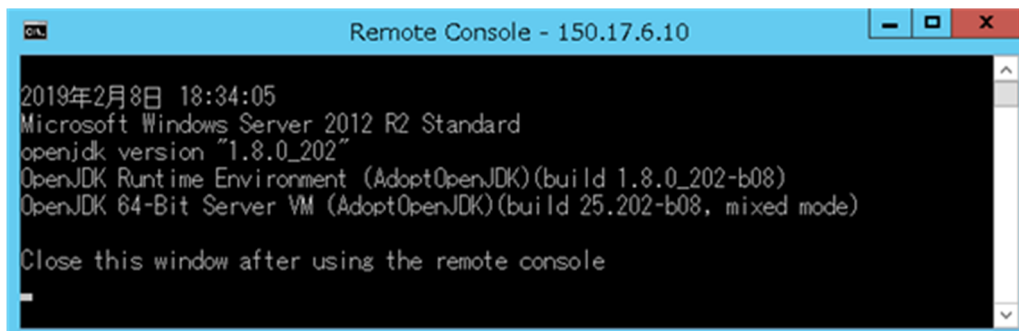 Remote Console - 150.17.6.10
2019年2月8日 18:34:05
Microsoft Windows Server 2012 R2 Standard
openjdk version "1.8.0_202"
OpenJDK Runtime Environment (AdoptOpenJDK)(build 1.8.0_202-b08)
OpenJDK 64-Bit Server VM (AdoptOpenJDK)(build 25.202-b08, mixed mode)
Close this window after using the remote console